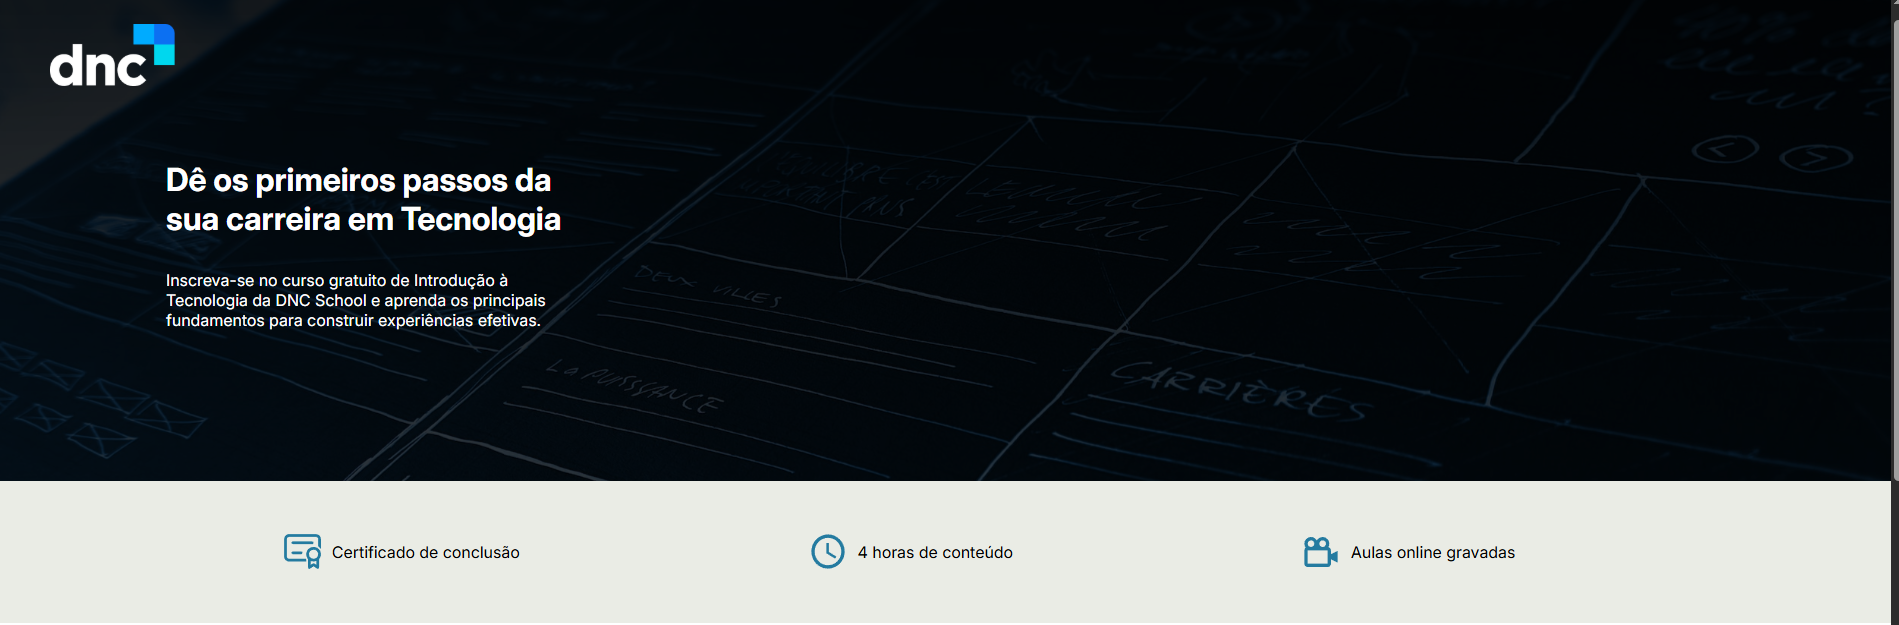 dnc
Dê os primeiros passos da
sua carreira em Tecnologia
Inscreva-se no curso gratuito de Introdução à
Tecnologia da DNC School e aprenda os principais
fundamentos para construir experiências efetivas.
DEUX VILLES
La PUISSANCE
CARRIÈRES
Certificado de conclusão
4 horas de conteúdo
Aulas online gravadas